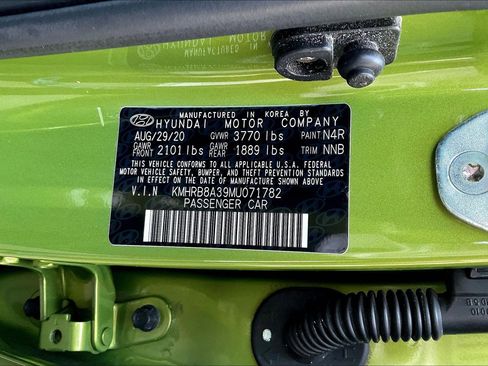 MANUFACTURED IN KOREA BY
HYUNDAI MOTOR COMPANY
AUG/29/20 GVWR 3770 lbs PAINT N4R
GAWR FRONT 2101 lbs GAWR REAR 1889 lbs TRIM NNB
THIS VEHICLE CONFORMS TO ALL APPLICABLE U.S.A. FEDERAL
MOTOR VEHICLE SAFETY, BUMPER, AND THEFT PREVENTION
STANDARDS IN EFFECT ON THE DATE OF MANUFACTURE SHOWN ABOVE.
V.I.N KMHRB8A39MU071782
PASSENGER CAR